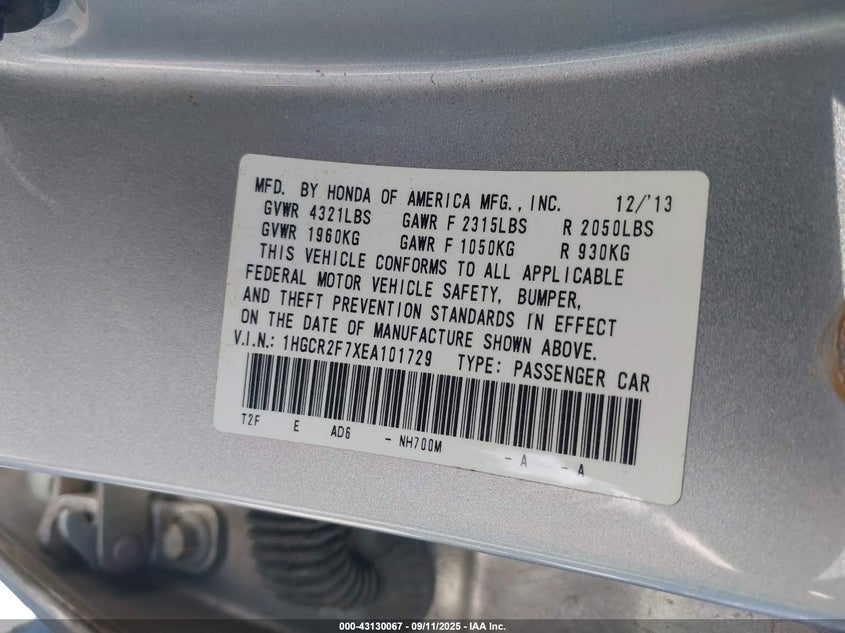 MFD. BY HONDA OF AMERICA MFG., INC. 12/'13
GVWR 4321LBS GAWR F 2315LBS R 2050LBS
GVWR 1960KG GAWR F 1050KG R 930KG
THIS VEHICLE CONFORMS TO ALL APPLICABLE
FEDERAL MOTOR VEHICLE SAFETY, BUMPER,
AND THEFT PREVENTION STANDARDS IN EFFECT
ON THE DATE OF MANUFACTURE SHOWN ABOVE.
V.I.N.: 1HGCR2F7XEA101729 TYPE: PASSENGER CAR
T2F E AD6 - NH700M - A - A
000-43130067 - 09/11/2025 - IAA Inc.